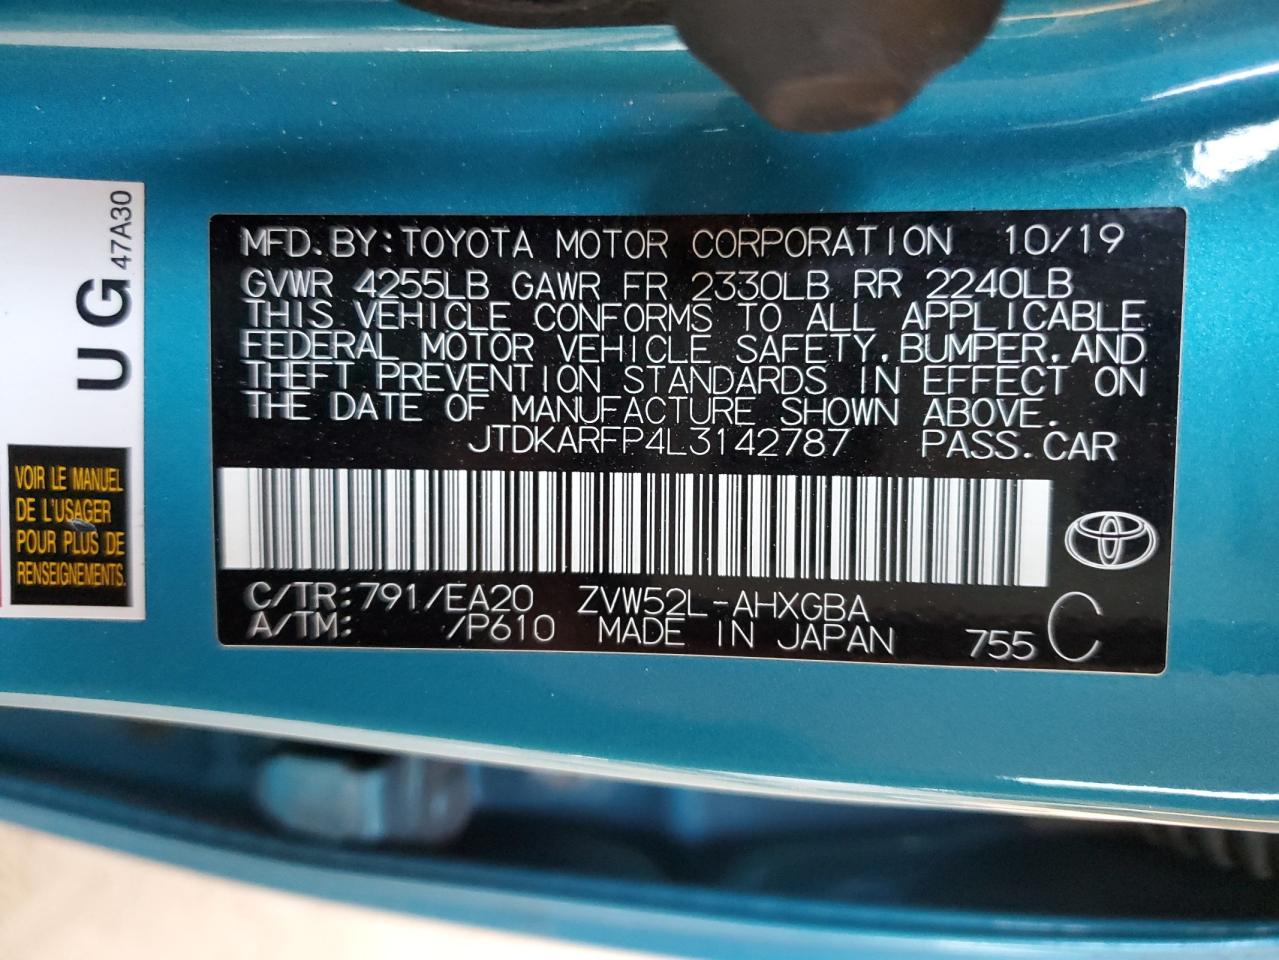 MFD.BY:TOYOTA MOTOR CORPORATION 10/19
GVWR 4255LB GAWR FR 2330LB RR 2240LB
THIS VEHICLE CONFORMS TO ALL APPLICABLE
FEDERAL MOTOR VEHICLE SAFETY,BUMPER,AND
THEFT PREVENTION STANDARDS IN EFFECT ON
THE DATE OF MANUFACTURE SHOWN ABOVE.
JTDKARFP4L3142787 PASS.CAR
C/TR:791/EA20 ZVW52L-AHXGBA
A/TM: /P610 MADE IN JAPAN 755 C
UG 47A30
VOIR LE MANUEL
DE L'USAGER
POUR PLUS DE
RENSEIGNEMENTS.